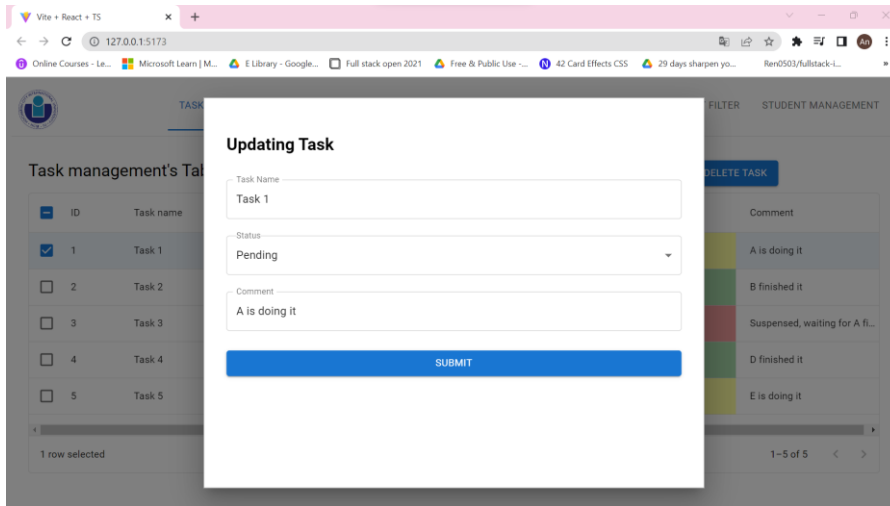 Vite + React + TS
127.0.0.1:5173
An
Online Courses - Le...
Microsoft Learn | M...
E Library - Google...
Full stack open 2021
Free & Public Use -...
42 Card Effects CSS
29 days sharpen yo...
Ren0503/fullstack-i...
TASK
FILTER
STUDENT MANAGEMENT
Updating Task
Task management's Tab
DELETE TASK
Task Name
Task 1
ID
Task name
Comment
Status
Pending
1
Task 1
A is doing it
2
Task 2
B finished it
Comment
A is doing it
3
Task 3
Suspensed, waiting for A fi...
SUBMIT
4
Task 4
D finished it
5
Task 5
E is doing it
1 row selected
1–5 of 5